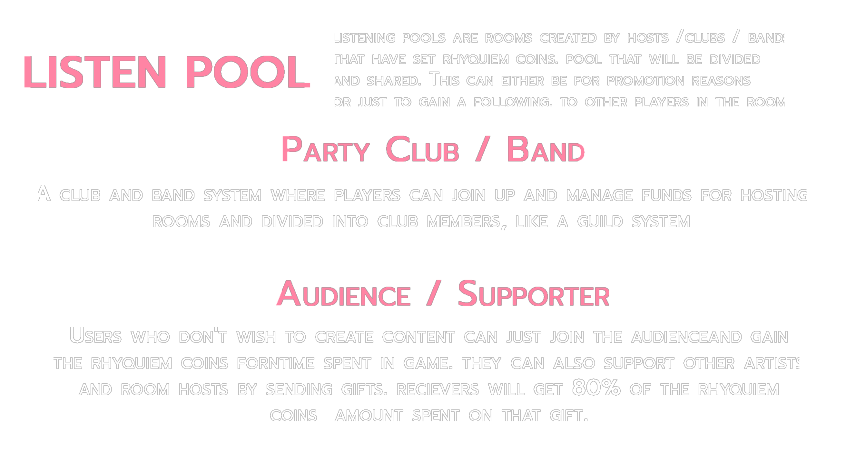 LISTEN POOL
LISTENING POOLS ARE ROOMS CREATED BY HOSTS /CLUBS / BAND
THAT HAVE SET RHYQUIEM COINS. POOL THAT WILL BE DIVIDED
AND SHARED. THIS CAN EITHER BE FOR PROMOTION REASONS
OR JUST TO GAIN A FOLLOWING. TO OTHER PLAYERS IN THE ROOM
PARTY CLUB / BAND
A CLUB AND BAND SYSTEM WHERE PLAYERS CAN JOIN UP AND MANAGE FUNDS FOR HOSTING
ROOMS AND DIVIDED INTO CLUB MEMBERS, LIKE A GUILD SYSTEM
AUDIENCE / SUPPORTER
USERS WHO DON'T WISH TO CREATE CONTENT CAN JUST JOIN THE AUDIENCEAND GAIN
THE RHYQUIEM COINS FORNTIME SPENT IN GAME. THEY CAN ALSO SUPPORT OTHER ARTISTS
AND ROOM HOSTS BY SENDING GIFTS. RECIEVERS WILL GET 80% OF THE RHYQUIEM
COINS AMOUNT SPENT ON THAT GIFT.